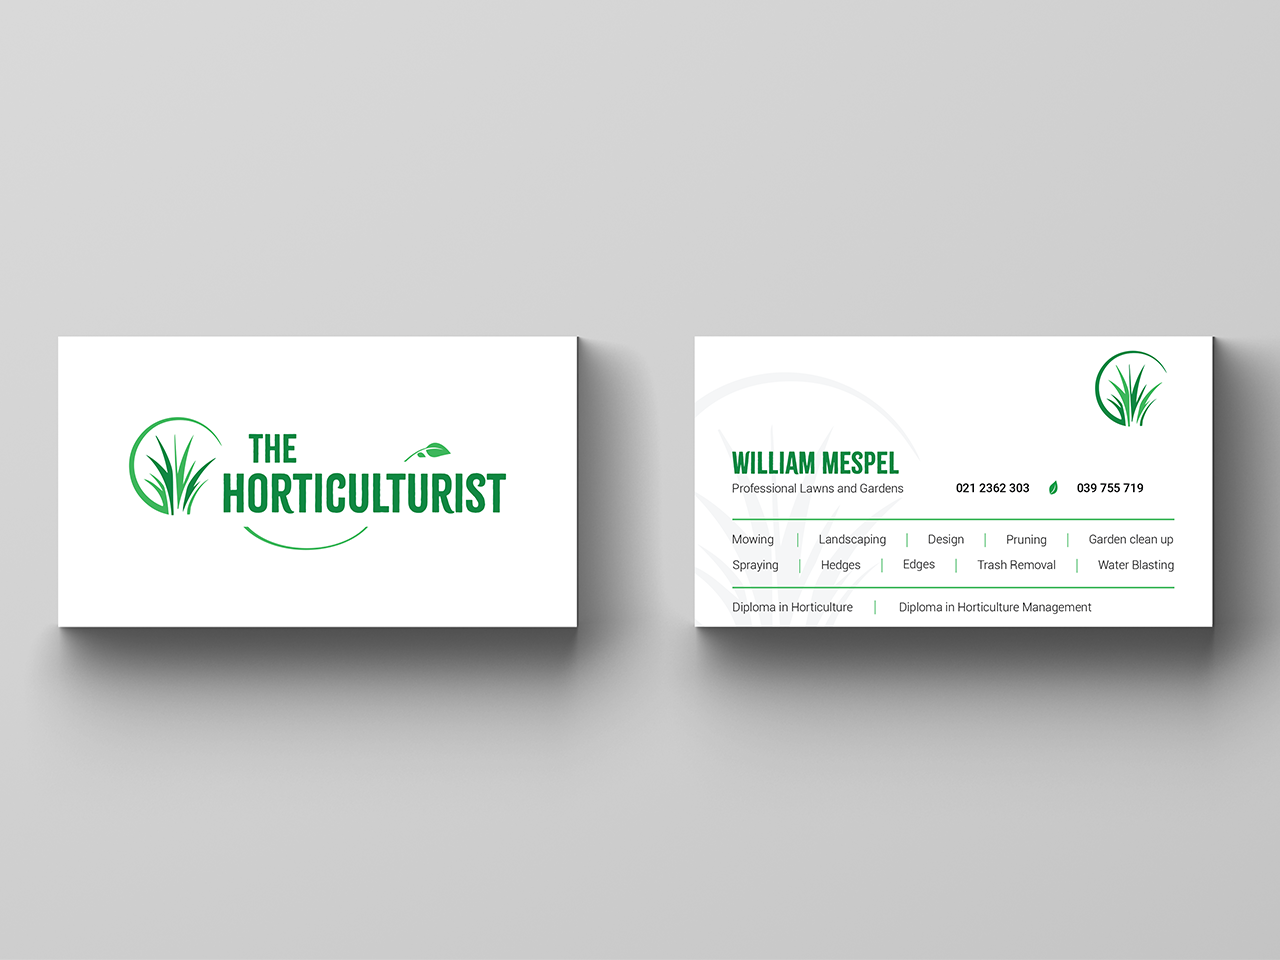 THE
HORTICULTURIST
WILLIAM MESPEL
Professional Lawns and Gardens
021 2362 303 039 755 719
Mowing | Landscaping | Design | Pruning | Garden clean up
Spraying | Hedges | Edges | Trash Removal | Water Blasting
Diploma in Horticulture | Diploma in Horticulture Management